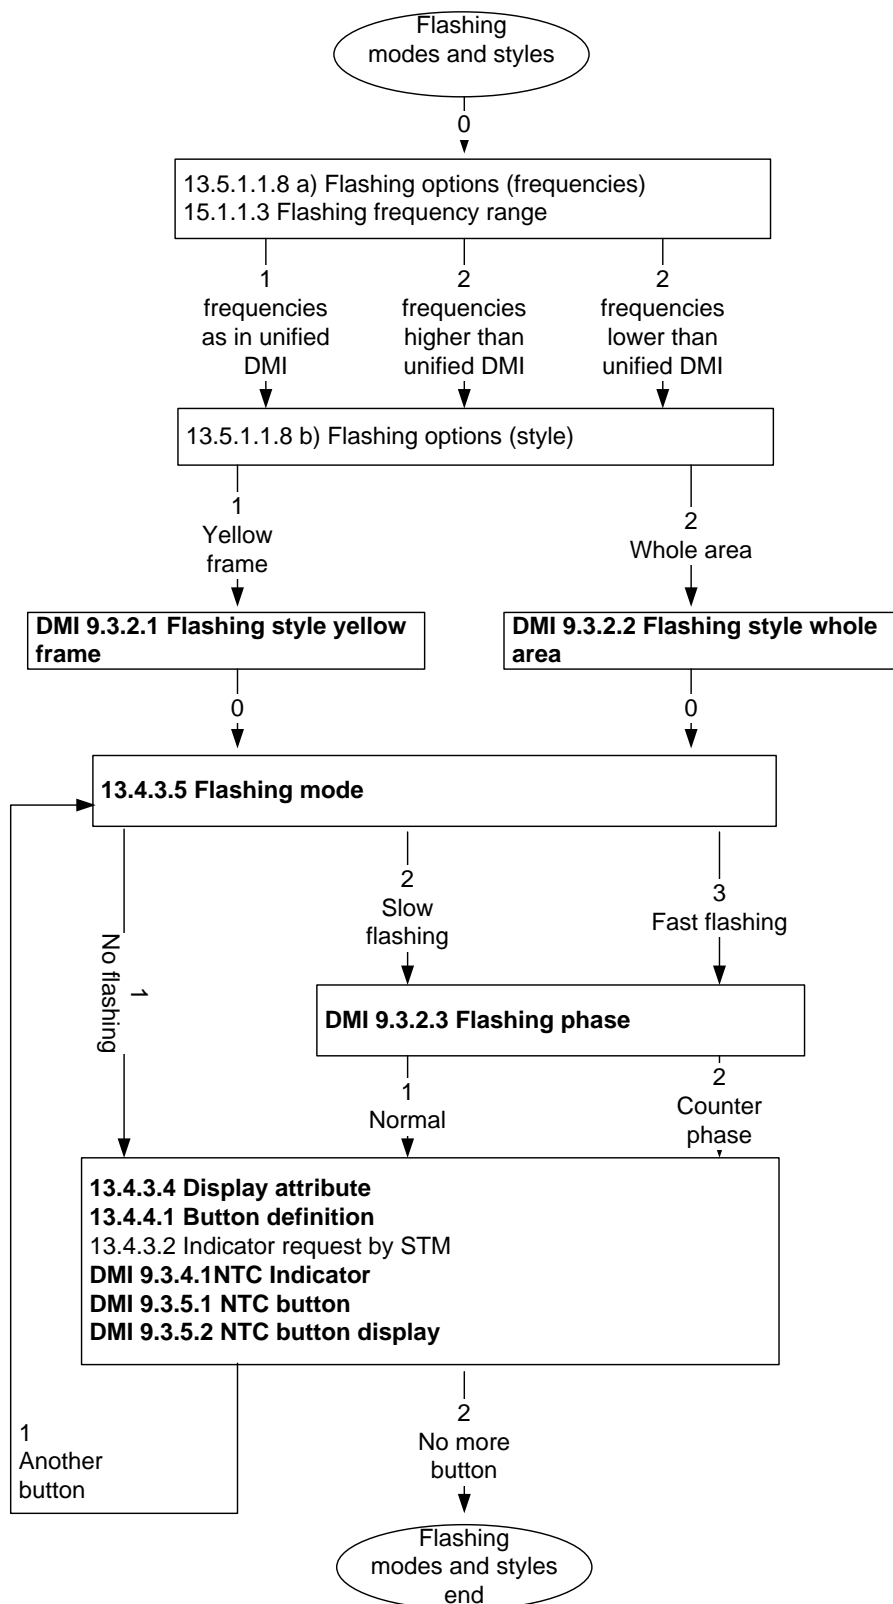 Flashing
modes and styles
0
13.5.1.1.8 a) Flashing options (frequencies)
15.1.1.3 Flashing frequency range
1
frequencies
as in unified
DMI
2
frequencies
higher than
unified DMI
2
frequencies
lower than
unified DMI
13.5.1.1.8 b) Flashing options (style)
1
Yellow
frame
2
Whole area
DMI 9.3.2.1 Flashing style yellow
frame
DMI 9.3.2.2 Flashing style whole
area
0
0
13.4.3.5 Flashing mode
1
No flashing
2
Slow
flashing
3
Fast flashing
DMI 9.3.2.3 Flashing phase
1
Normal
2
Counter
phase
13.4.3.4 Display attribute
13.4.4.1 Button definition
13.4.3.2 Indicator request by STM
DMI 9.3.4.1NTC Indicator
DMI 9.3.5.1 NTC button
DMI 9.3.5.2 NTC button display
1
Another
button
2
No more
button
Flashing
modes and styles
end